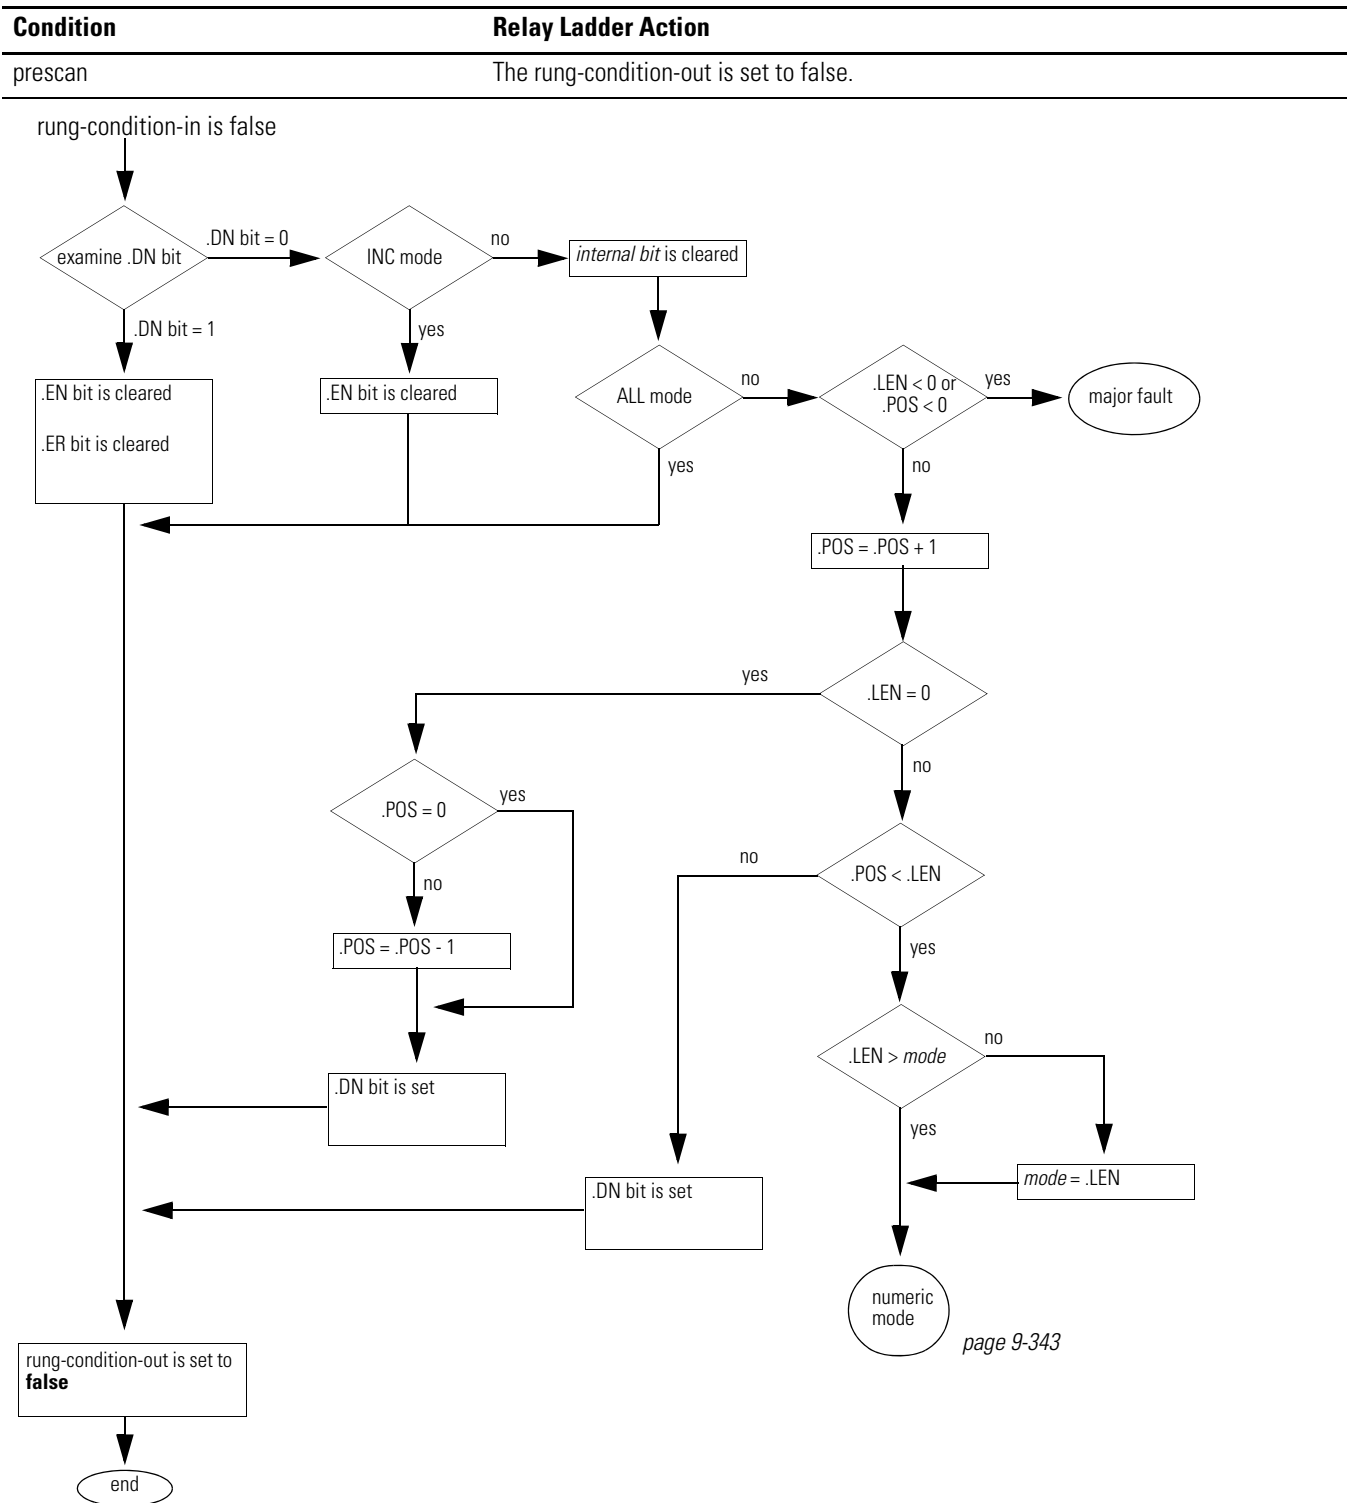 Condition Relay Ladder Action
prescan The rung-condition-out is set to false.
rung-condition-in is false
examine .DN bit
.DN bit = 0
INC mode
no
internal bit is cleared
.DN bit = 1
yes
.EN bit is cleared
.ER bit is cleared
.EN bit is cleared
ALL mode
no
.LEN < 0 or
.POS < 0
yes
major fault
yes
no
.POS = .POS + 1
yes
.LEN = 0
no
.POS = 0
yes
no
.POS < .LEN
no
.POS = .POS - 1
yes
.LEN > mode
no
.DN bit is set
yes
mode = .LEN
.DN bit is set
numeric
mode
page 9-343
rung-condition-out is set to
false
end